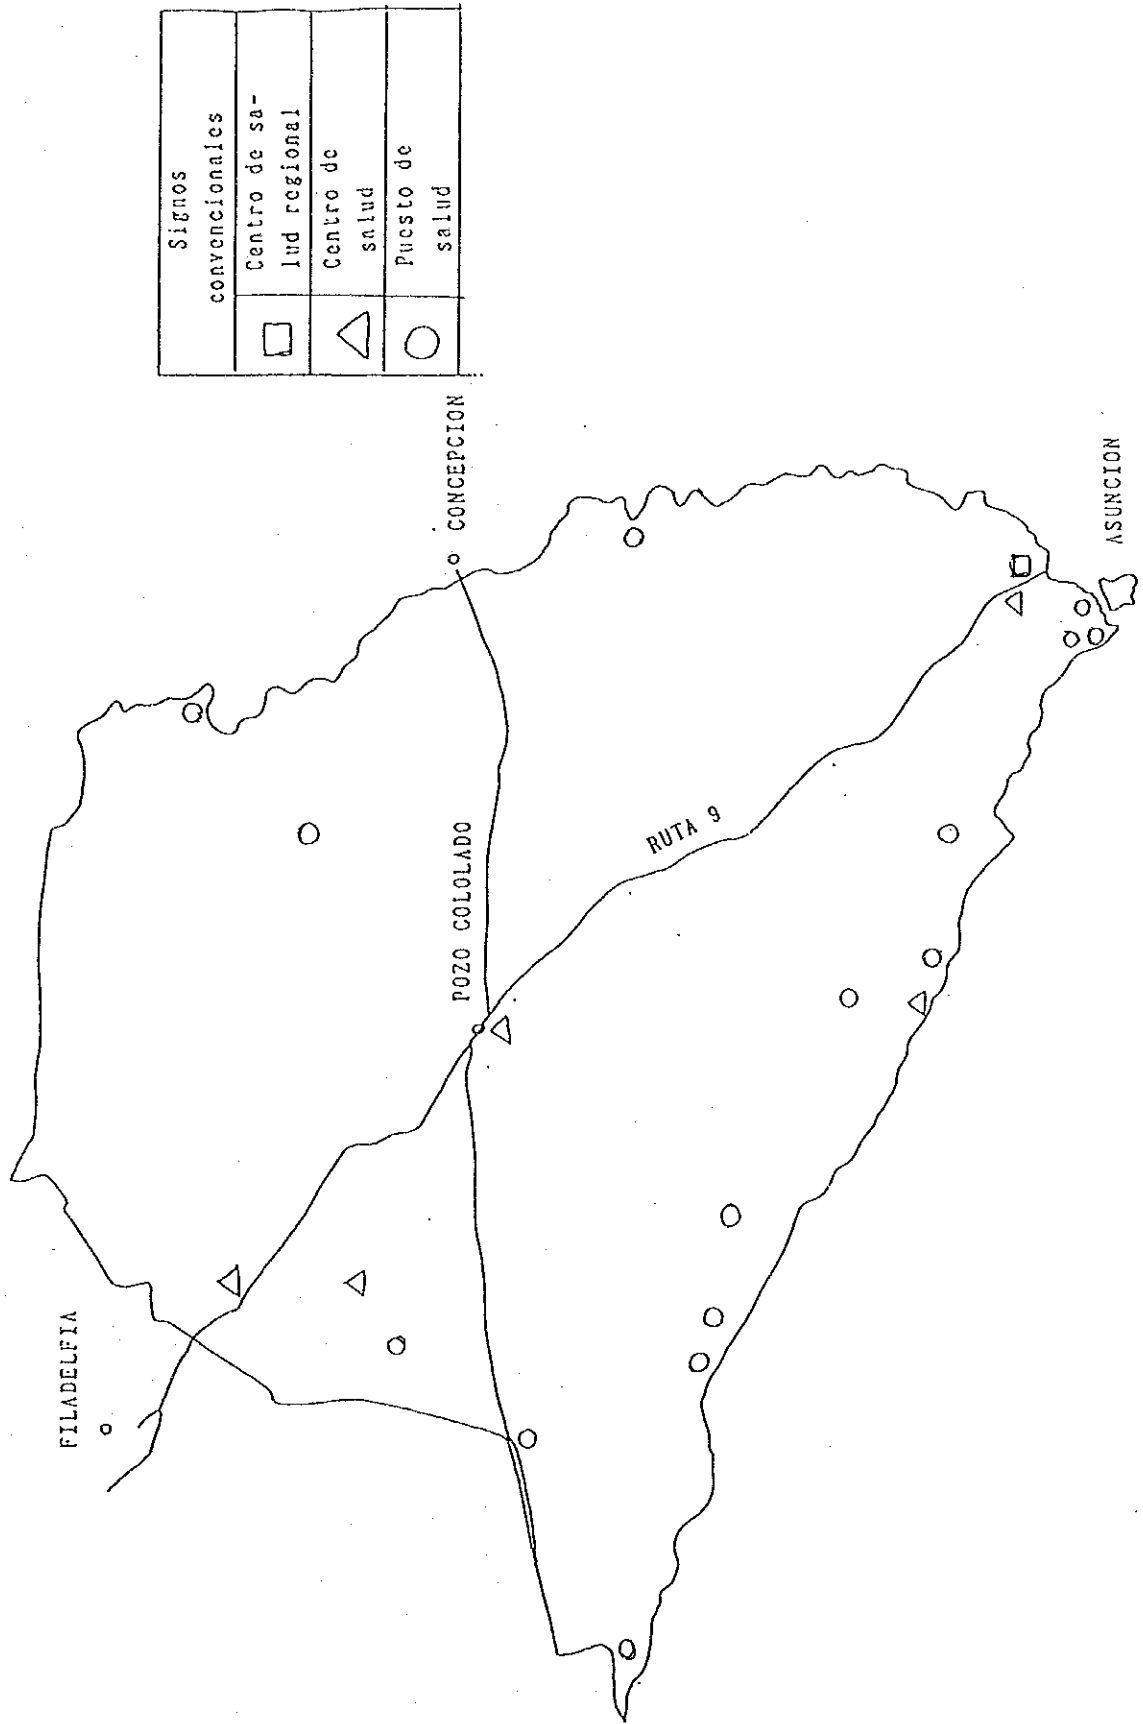 Signos
convencionales
Centro de sa-
lud regional
Centro de
salud
Puesto de
salud
FILADELFIA
CONCEPCION
POZO COLOLADO
RUTA 9
ASUNCION